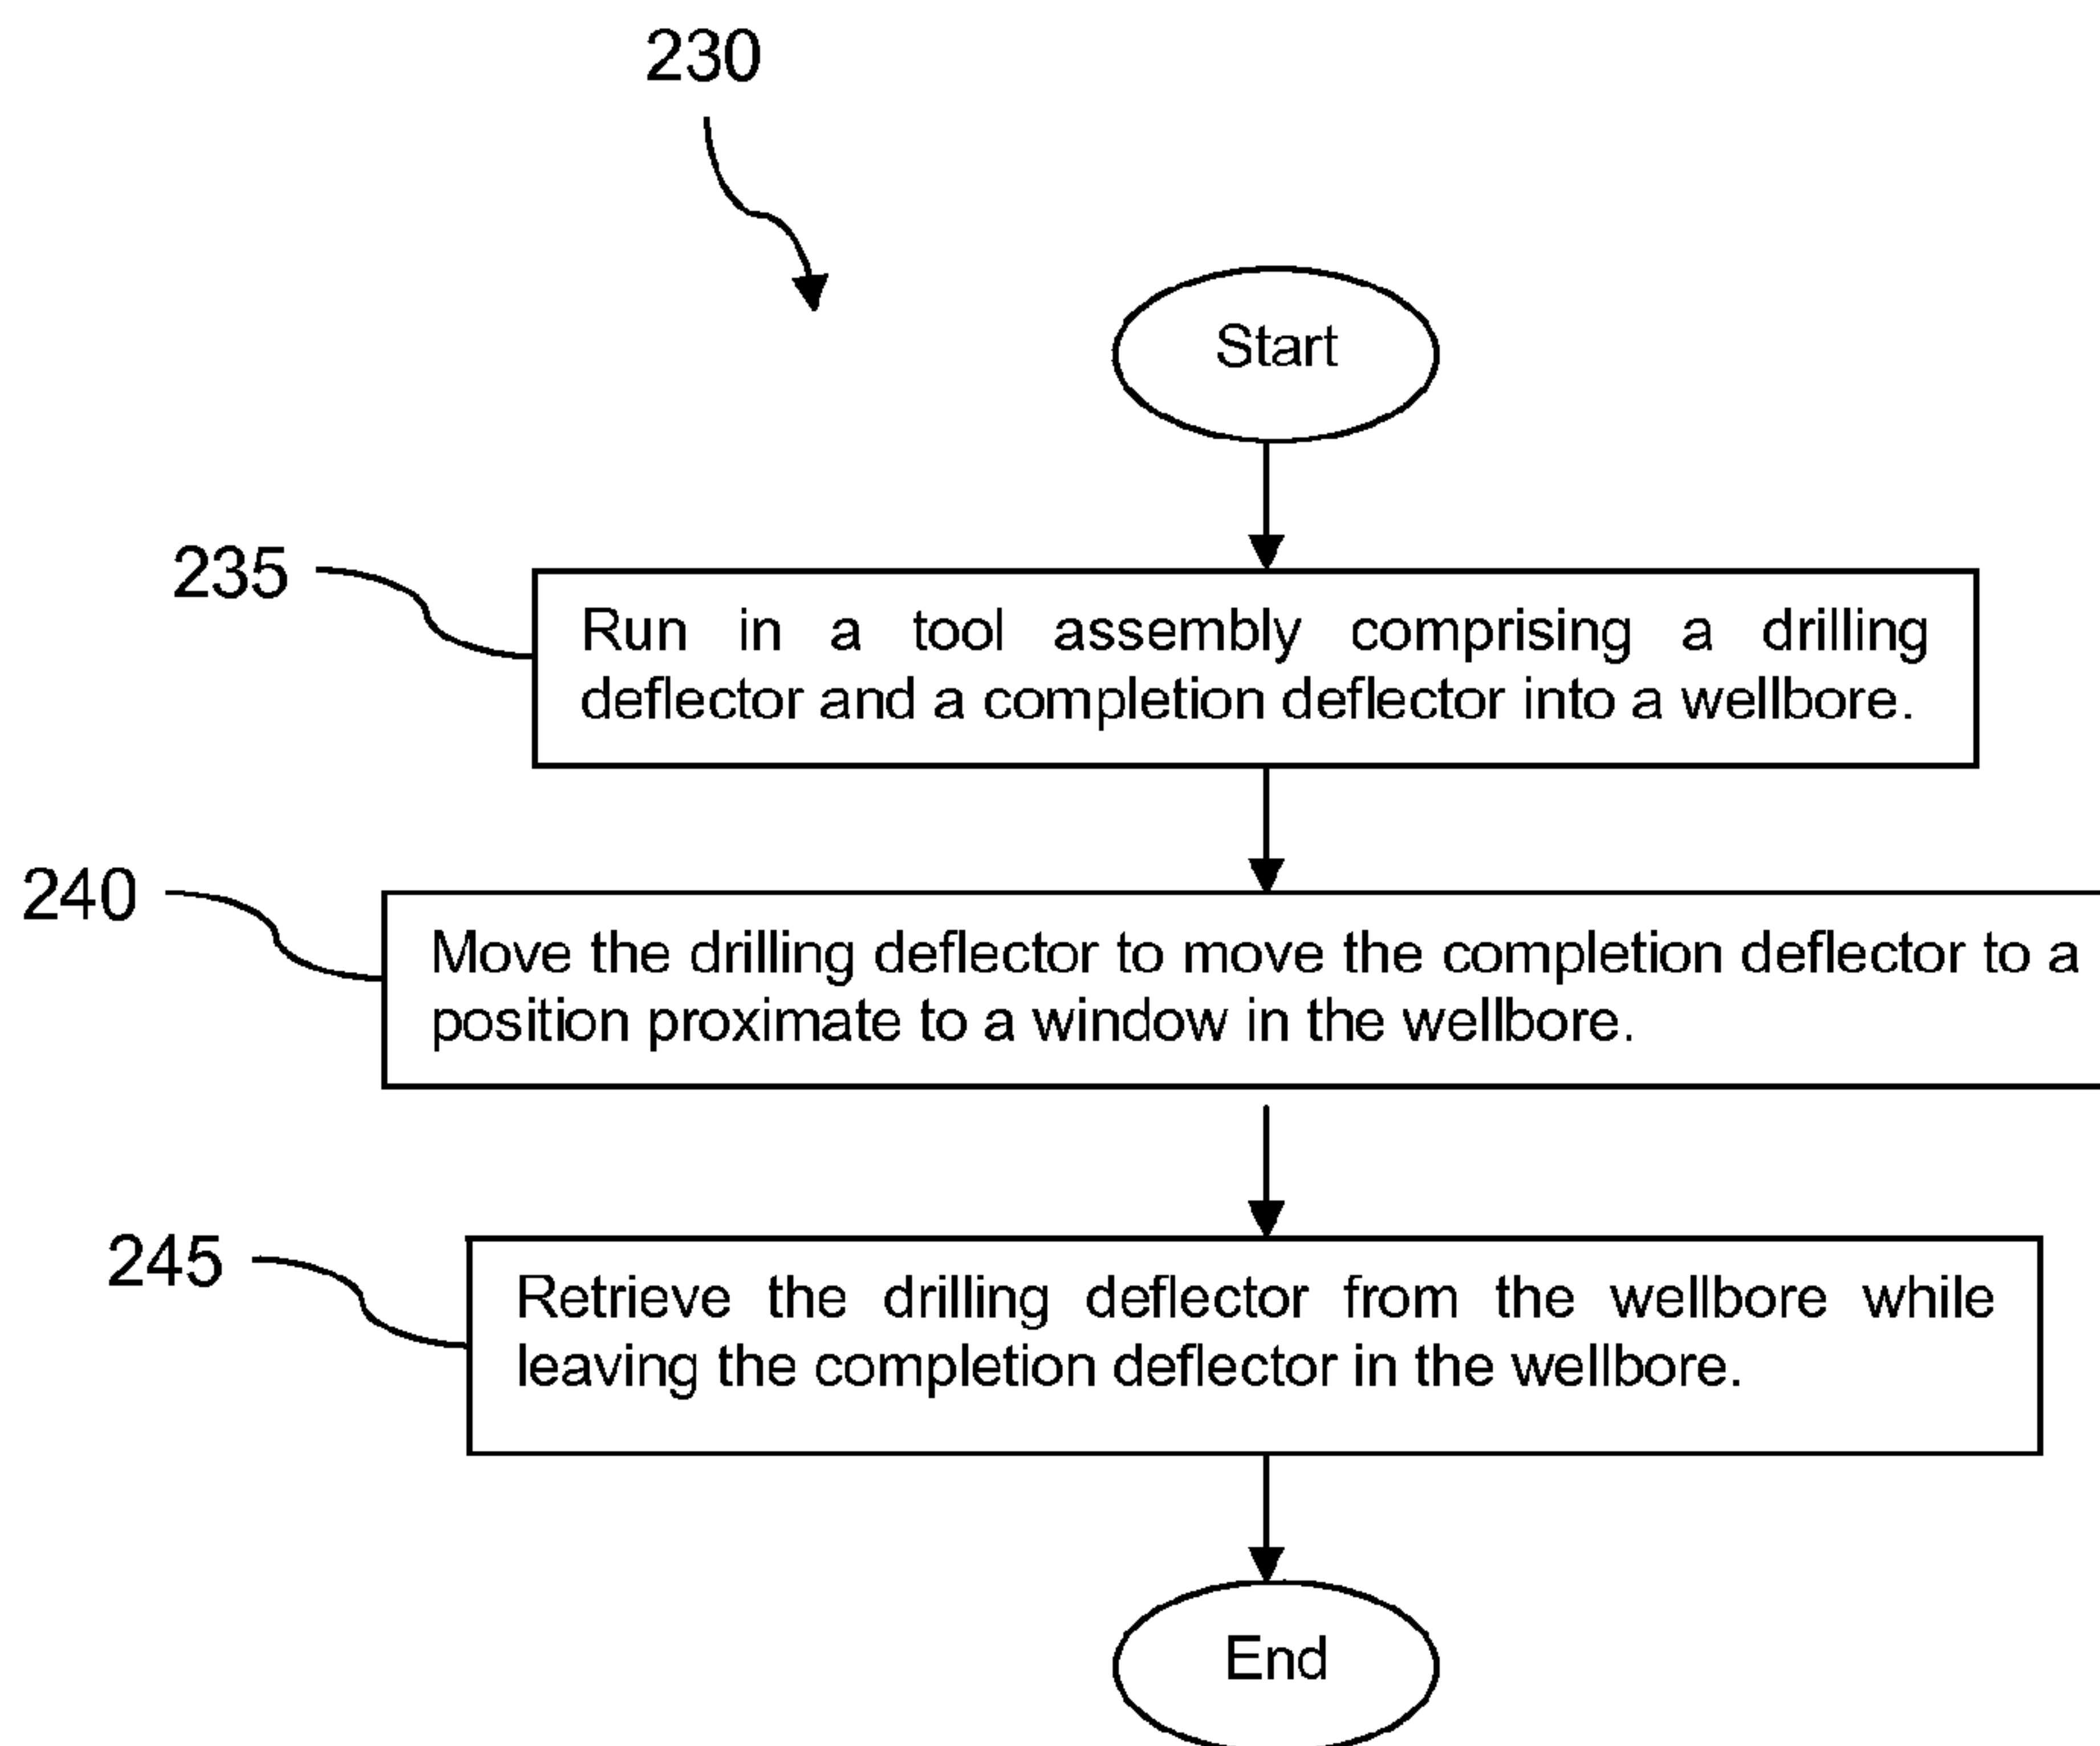 230
Start
235
Run in a tool assembly comprising a drilling
deflector and a completion deflector into a wellbore.
240
Move the drilling deflector to move the completion deflector to a
position proximate to a window in the wellbore.
245
Retrieve the drilling deflector from the wellbore while
leaving the completion deflector in the wellbore.
End